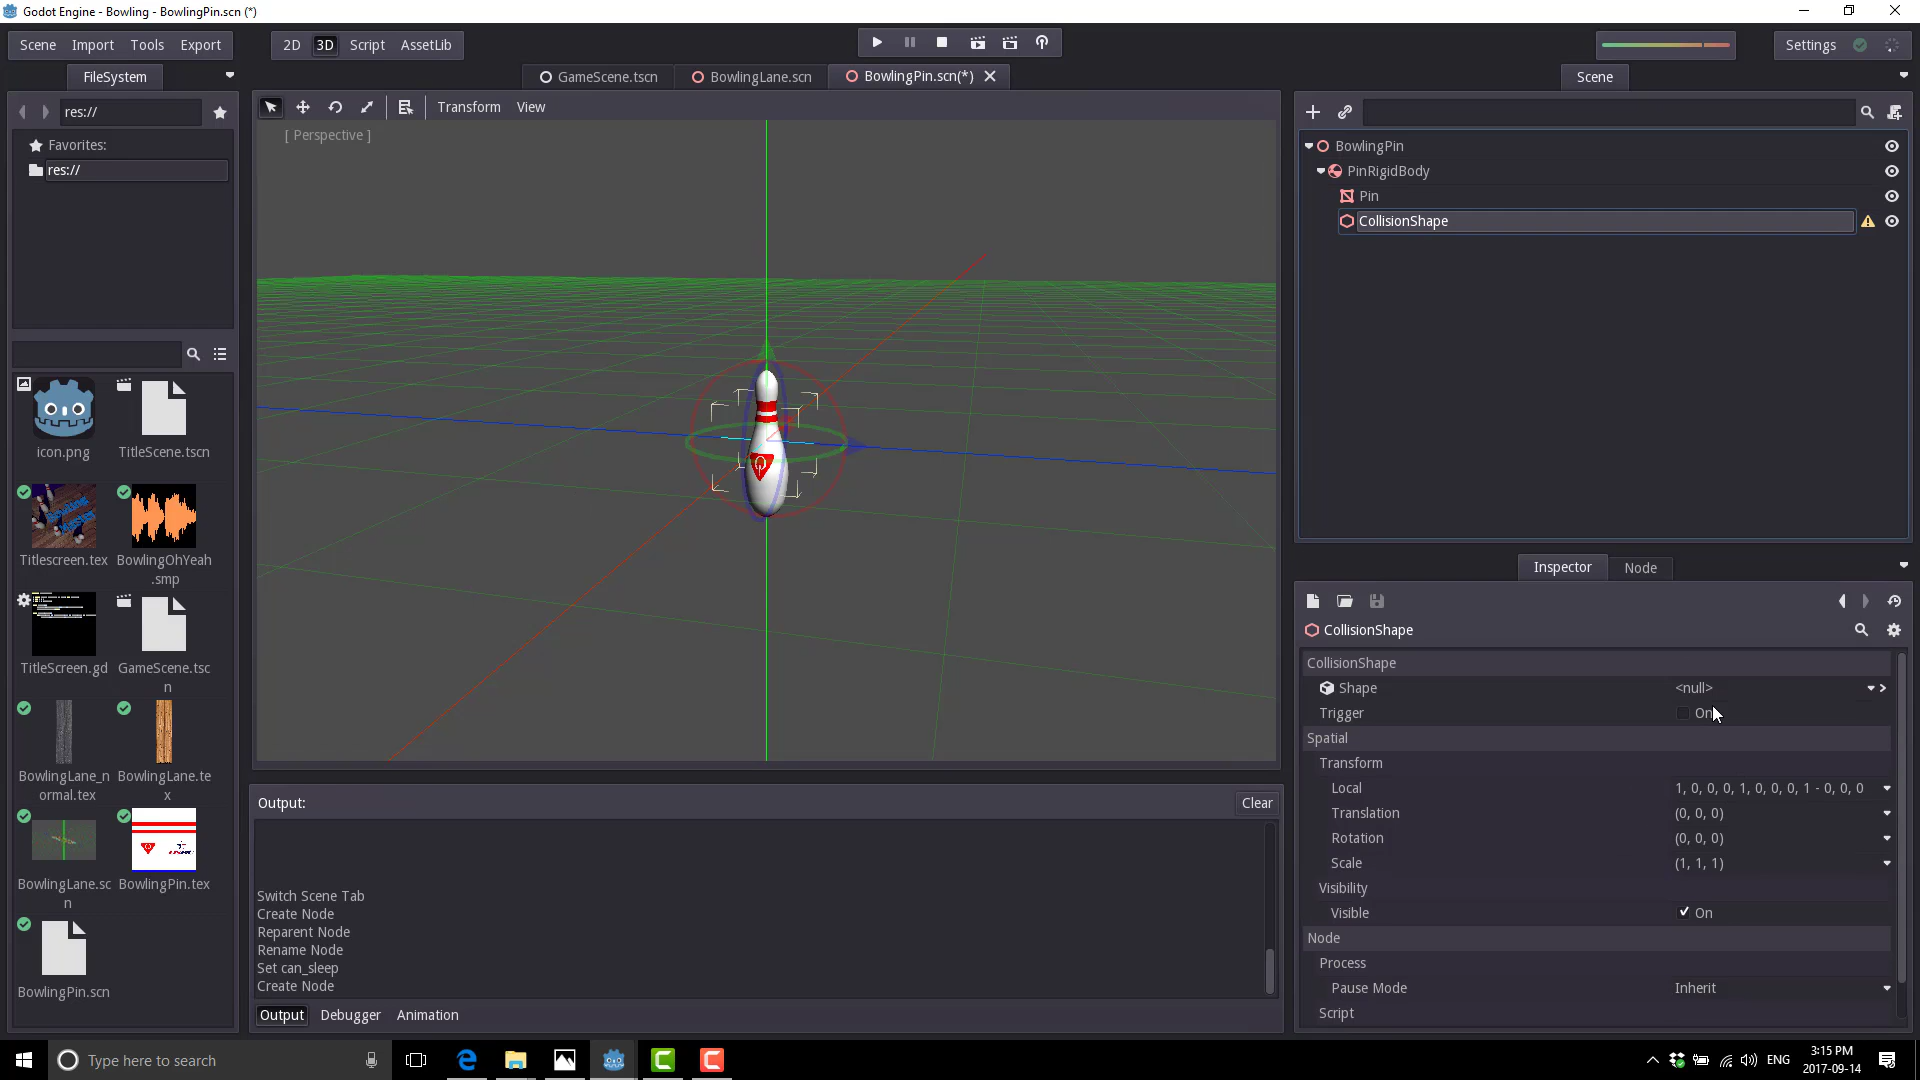 Godot Engine - Bowling - BowlingPin.scn (*)
Scene
Import
Tools
Export
2D
3D
Script
AssetLib
Settings
FileSystem
GameScene.tscn
BowlingLane.scn
BowlingPin.scn(*)
Scene
res://
Transform
View
[ Perspective ]
Favorites:
res://
BowlingPin
PinRigidBody
Pin
CollisionShape
icon.png
TitleScene.tscn
Titlescreen.tex
BowlingOhYeah
.smp
TitleScreen.gd
GameScene.tsc
n
BowlingLane_n
ormal.tex
BowlingLane.te
x
BowlingLane.sc
n
BowlingPin.tex
BowlingPin.scn
Inspector
Node
CollisionShape
CollisionShape
Shape
<null>
Trigger
On
Spatial
Transform
Local
1, 0, 0, 0, 1, 0, 0, 0, 1 - 0, 0, 0
Translation
(0, 0, 0)
Rotation
(0, 0, 0)
Scale
(1, 1, 1)
Visibility
Visible
On
Node
Process
Pause Mode
Inherit
Script
Output:
Clear
Switch Scene Tab
Create Node
Reparent Node
Rename Node
Set can_sleep
Create Node
Output
Debugger
Animation
Type here to search
ENG
3:15 PM
2017-09-14